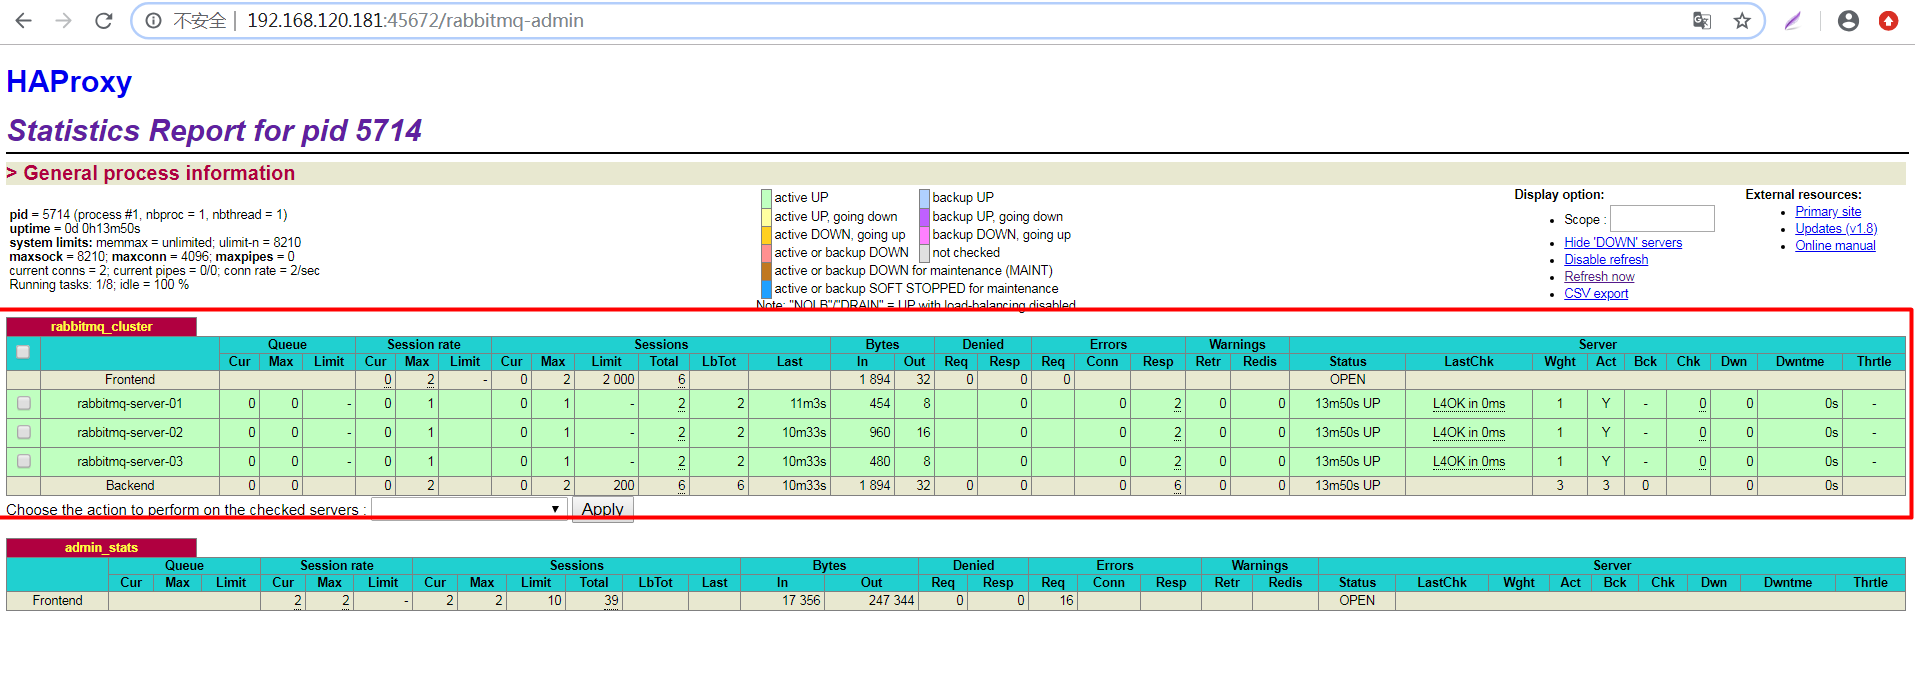 不安全 | 192.168.120.181:45672/rabbitmq-admin
HAProxy
Statistics Report for pid 5714
> General process information
pid = 5714 (process #1, nbproc = 1, nbthread = 1)
uptime = 0d 0h13m50s
system limits: memmax = unlimited; ulimit-n = 8210
maxsock = 8210; maxconn = 4096; maxpipes = 0
current conns = 2; current pipes = 0/0; conn rate = 2/sec
Running tasks: 1/8; idle = 100 %
active UP backup UP
active UP, going down backup UP, going down
active DOWN, going up backup DOWN, going up
active or backup DOWN not checked
active or backup DOWN for maintenance (MAINT)
active or backup SOFT STOPPED for maintenance
Note: "NOLB"/"DRAIN" = UP with load-balancing disabled.
Display option:
Scope :
Hide 'DOWN' servers
Disable refresh
Refresh now
CSV export
External resources:
Primary site
Updates (v1.8)
Online manual
rabbitmq_cluster
Queue Session rate Sessions Bytes Denied Errors Warnings Server
Cur Max Limit Cur Max Limit Cur Max Limit Total LbTot Last In Out Req Resp Req Conn Resp Retr Redis Status LastChk Wght Act Bck Chk Dwn Dwntme Thrtle
Frontend 0 2 - 0 2 2 000 6 1 894 32 0 0 0 OPEN
rabbitmq-server-01 0 0 - 0 1 0 1 - 2 2 11m3s 454 8 0 0 2 0 0 13m50s UP L4OK in 0ms 1 Y - 0 0 0s -
rabbitmq-server-02 0 0 - 0 1 0 1 - 2 2 10m33s 960 16 0 0 2 0 0 13m50s UP L4OK in 0ms 1 Y - 0 0 0s -
rabbitmq-server-03 0 0 - 0 1 0 1 - 2 2 10m33s 480 8 0 0 2 0 0 13m50s UP L4OK in 0ms 1 Y - 0 0 0s -
Backend 0 0 0 2 0 2 200 6 6 10m33s 1 894 32 0 0 0 6 0 0 13m50s UP 3 3 0 0 0s
Choose the action to perform on the checked servers : Apply
admin_stats
Queue Session rate Sessions Bytes Denied Errors Warnings Server
Cur Max Limit Cur Max Limit Cur Max Limit Total LbTot Last In Out Req Resp Req Conn Resp Retr Redis Status LastChk Wght Act Bck Chk Dwn Dwntme Thrtle
Frontend 2 2 - 2 2 10 39 17 356 247 344 0 0 16 OPEN